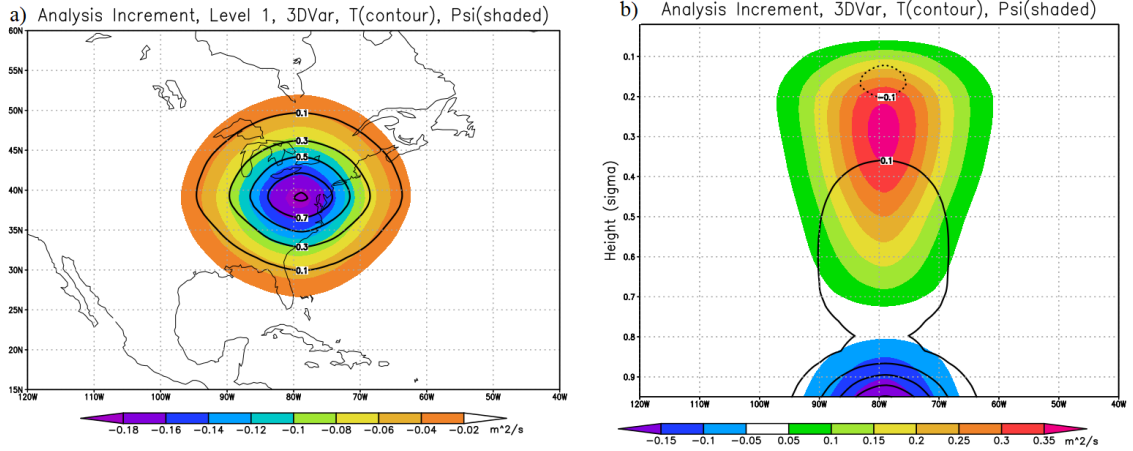 a) Analysis Increment, Level 1, 3DVar, T(contour), Psi(shaded)
60N
55N
50N
45N
40N
35N
30N
25N
20N
15N
0.1
0.3
0.5
0.7
0.3
0.1
120W 110W 100W 90W 80W 70W 60W 50W 40W
-0.18 -0.16 -0.14 -0.12 -0.1 -0.08 -0.06 -0.04 -0.02 m^2/s
b) Analysis Increment, 3DVar, T(contour), Psi(shaded)
Height (sigma)
0.1
0.2
0.3
0.4
0.5
0.6
0.7
0.8
0.9
-0.1
0.1
120W 110W 100W 90W 80W 70W 60W 50W 40W
-0.15 -0.1 -0.05 0.05 0.1 0.15 0.2 0.25 0.3 0.35 m^2/s